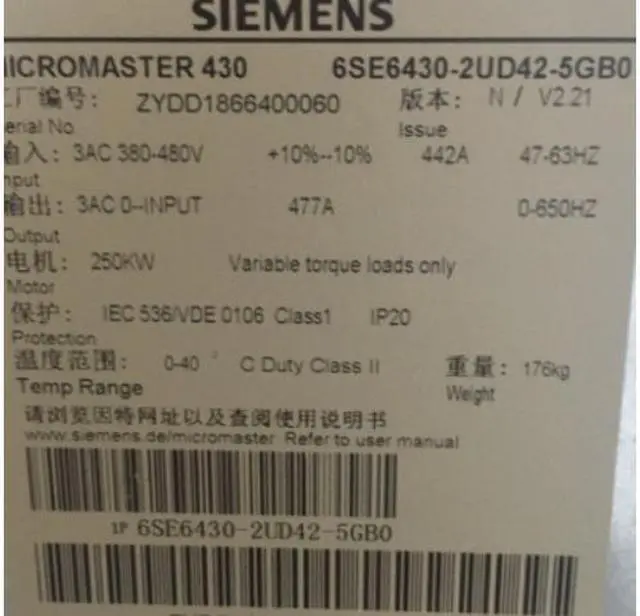 SIEMENS
MICROMASTER 430 6SE6430-2UD42-5GB0
工厂编号: ZYDD1866400060 版本: N / V2.21
Serial No Issue
输入: 3AC 380-480V +10%--10% 442A 47-63HZ
Input
输出: 3AC 0--INPUT 477A 0-650HZ
Output
电机: 250KW Variable torque loads only
Motor
保护: IEC 536/VDE 0106 Class1 IP20
Protection
温度范围: 0-40 ° C Duty Class II 重量: 176kg
Temp Range Weight
请浏览因特网址以及查阅使用说明书
www.siemens.de/micromaster Refer to user manual
1P 6SE6430-2UD42-5GB0